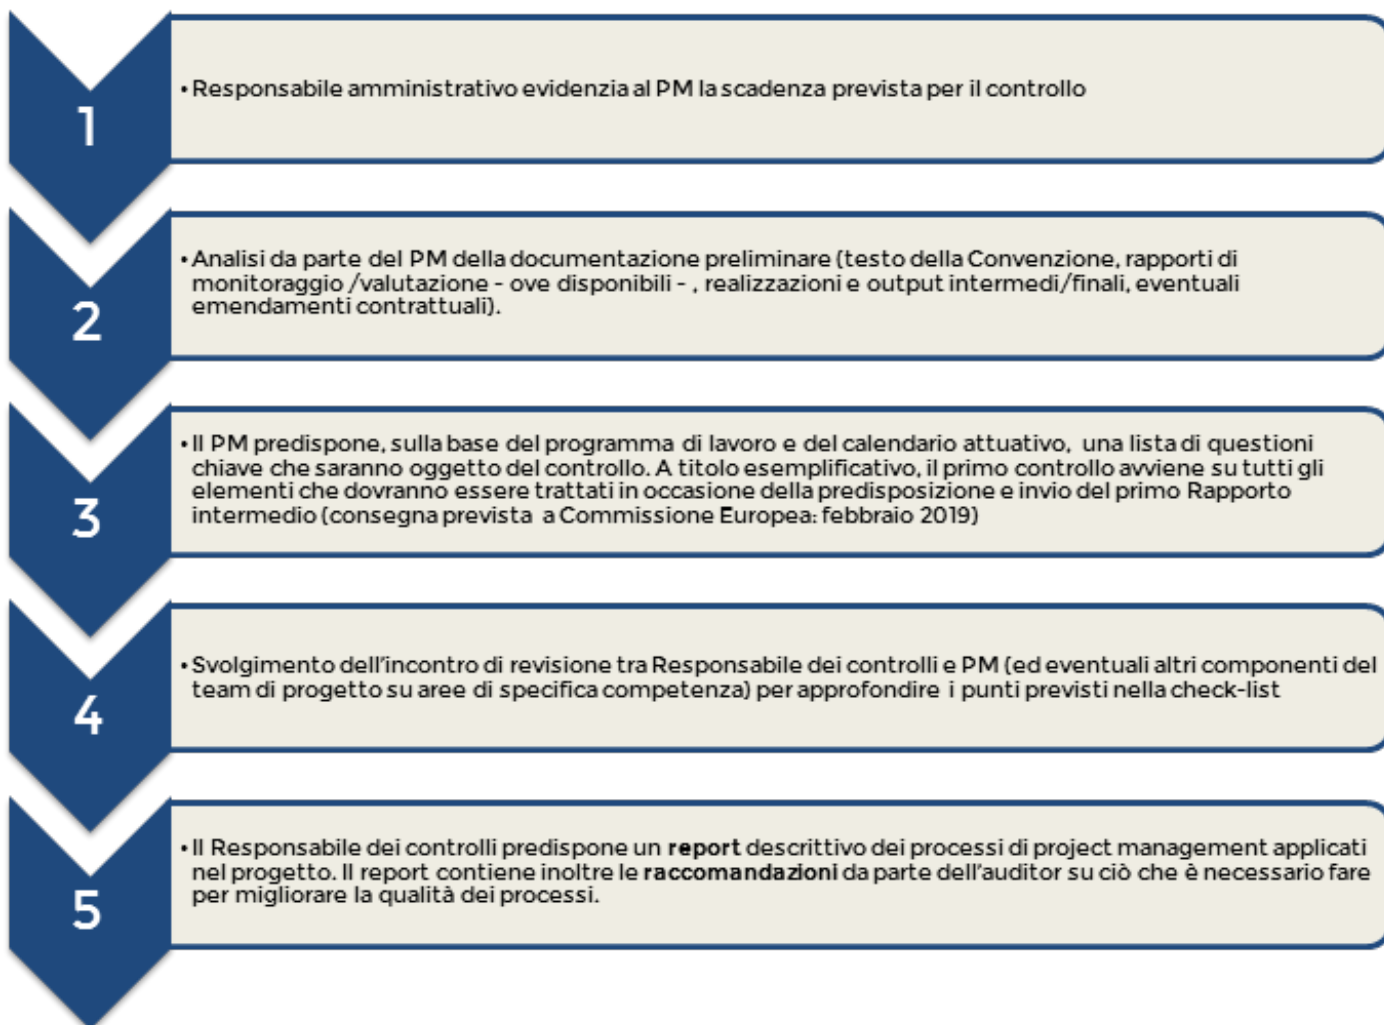 1
• Responsabile amministrativo evidenzia al PM la scadenza prevista per il controllo
2
• Analisi da parte del PM della documentazione preliminare (testo della Convenzione, rapporti di
monitoraggio /valutazione - ove disponibili - , realizzazioni e output intermedi/finali, eventuali
emendamenti contrattuali).
3
• Il PM predispone, sulla base del programma di lavoro e del calendario attuativo, una lista di questioni
chiave che saranno oggetto del controllo. A titolo esemplificativo, il primo controllo avviene su tutti gli
elementi che dovranno essere trattati in occasione della predisposizione e invio del primo Rapporto
intermedio (consegna prevista a Commissione Europea: febbraio 2019)
4
• Svolgimento dell'incontro di revisione tra Responsabile dei controlli e PM (ed eventuali altri componenti del
team di progetto su aree di specifica competenza) per approfondire i punti previsti nella check-list
5
• Il Responsabile dei controlli predispone un report descrittivo dei processi di project management applicati
nel progetto. Il report contiene inoltre le raccomandazioni da parte dell'auditor su ciò che è necessario fare
per migliorare la qualità dei processi.